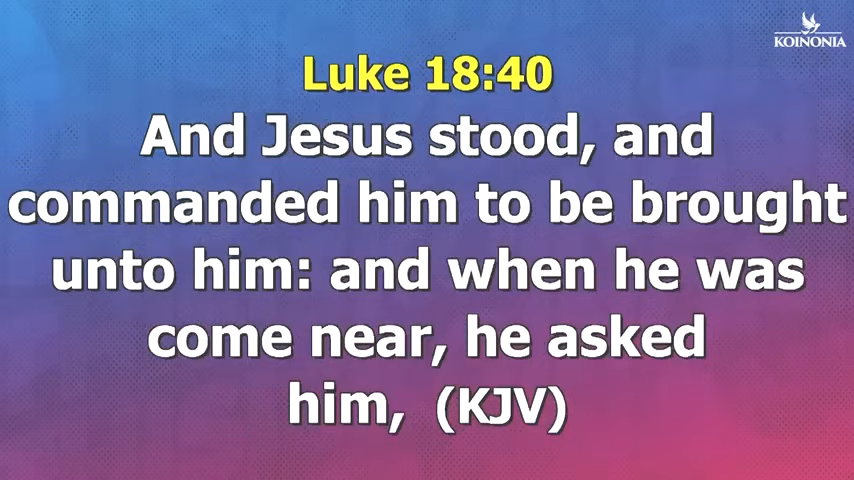 KOINONIA
Luke 18:40
And Jesus stood, and
commanded him to be brought
unto him: and when he was
come near, he asked
him, (KJV)